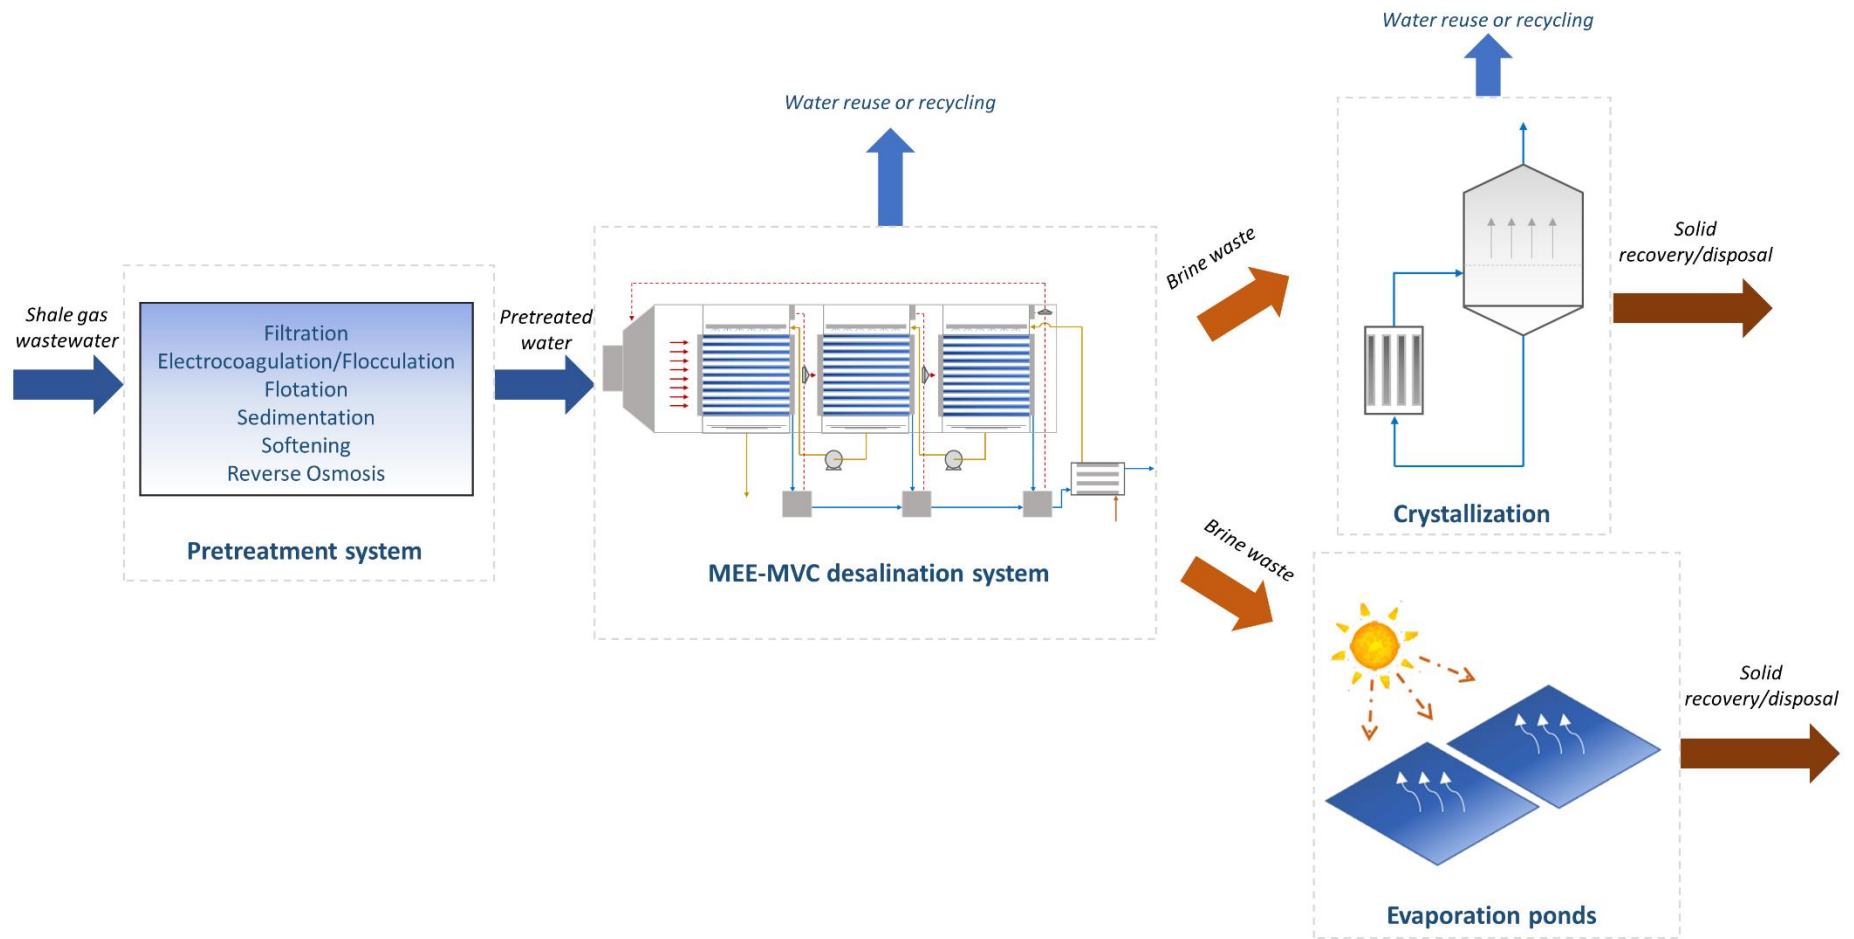 Shale gas
wastewater
Filtration
Electrocoagulation/Flocculation
Flotation
Sedimentation
Softening
Reverse Osmosis
Pretreatment system
Pretreated
water
Water reuse or recycling
MEE-MVC desalination system
Brine waste
Brine waste
Water reuse or recycling
Crystallization
Solid
recovery/disposal
Evaporation ponds
Solid
recovery/disposal